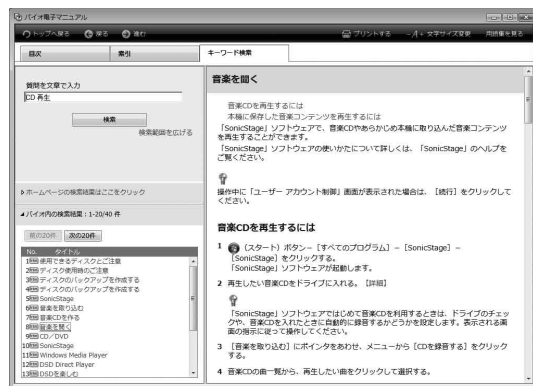 バイオ電子マニュアル
トップへ戻る 戻る 進む プリントする －A＋ 文字サイズ変更 用語集を見る
目次 索引 キーワード検索
質問を文章で入力
CD 再生
検索
検索範囲を広げる
ホームページの検索結果はここをクリック
バイオ内の検索結果：1-20/40 件
前の20件 次の20件
No. タイトル
1 使用できるディスクとご注意
2 ディスク使用時のご注意
3 ディスクのバックアップを作成する
4 ディスクのバックアップを作成する
5 SonicStage
6 音楽を取り込む
7 音楽CDを作る
8 音楽を聞く
9 CD／DVD
10 SonicStage
11 Windows Media Player
12 DSD Direct Player
13 DSDを楽しむ
音楽を聞く
音楽CDを再生するには
本機に保存した音楽コンテンツを再生するには
「SonicStage」ソフトウェアで、音楽CDやあらかじめ本機に取り込んだ音楽コンテンツ
を再生することができます。
「SonicStage」ソフトウェアの使いかたについて詳しくは、「SonicStage」のヘルプを
ご覧ください。
操作中に「ユーザー アカウント制御」画面が表示された場合は、［続行］をクリックして
ください。
音楽CDを再生するには
1 （スタート）ボタン－［すべてのプログラム］－［SonicStage］－
［SonicStage］をクリックする。
「SonicStage」ソフトウェアが起動します。
2 再生したい音楽CDをドライブに入れる。［詳細］
「SonicStage」ソフトウェアではじめて音楽CDを利用するときは、ドライブのチェッ
クや、音楽CDを入れたときに自動的に録音するかどうかを設定します。表示される画
面の指示に従って操作してください。
3 ［音楽を取り込む］にポインタをあわせ、メニューから［CDを録音する］をクリック
する。
4 音楽CDの曲一覧から、再生したい曲をクリックして選択する。